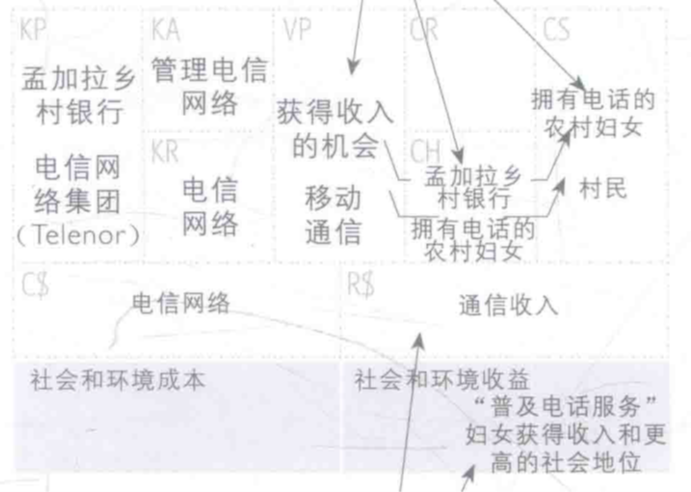 KP
孟加拉乡
村银行
电信网
络集团
(Telenor)
KA
管理电信
网络
KR
电信
网络
VP
获得收入
的机会
移动
通信
CR
CH
孟加拉乡
村银行
拥有电话的
农村妇女
CS
拥有电话的
农村妇女
村民
C$
电信网络
R$
通信收入
社会和环境成本
社会和环境收益
“普及电话服务”
妇女获得收入和更
高的社会地位